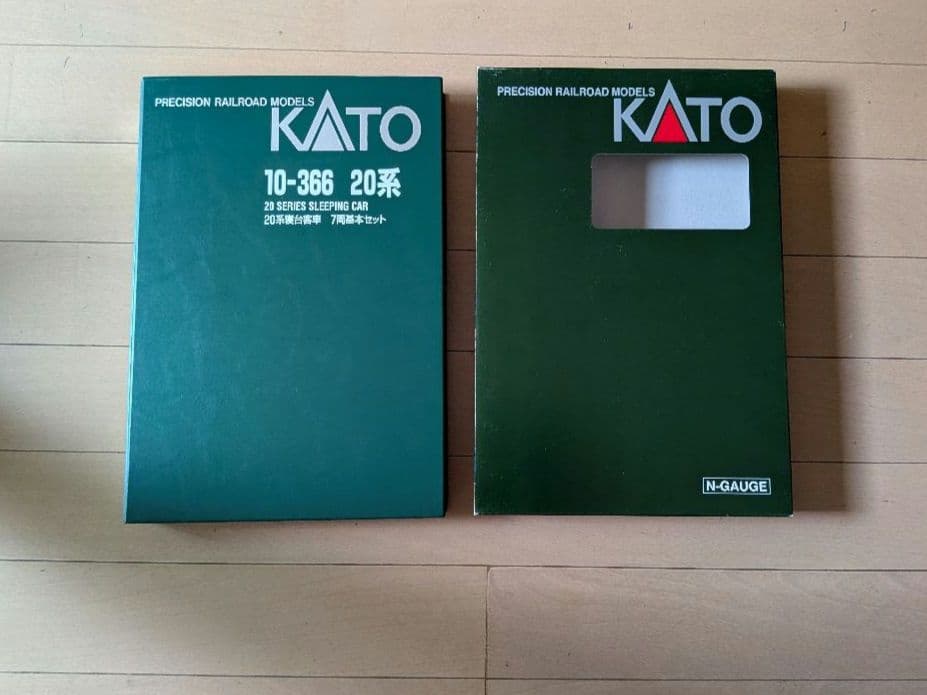 PRECISION RAILROAD MODELS
KATO
10-366 20系
20 SERIES SLEEPING CAR
20系寝台客車 7両基本セット
PRECISION RAILROAD MODELS
KATO
N-GAUGE